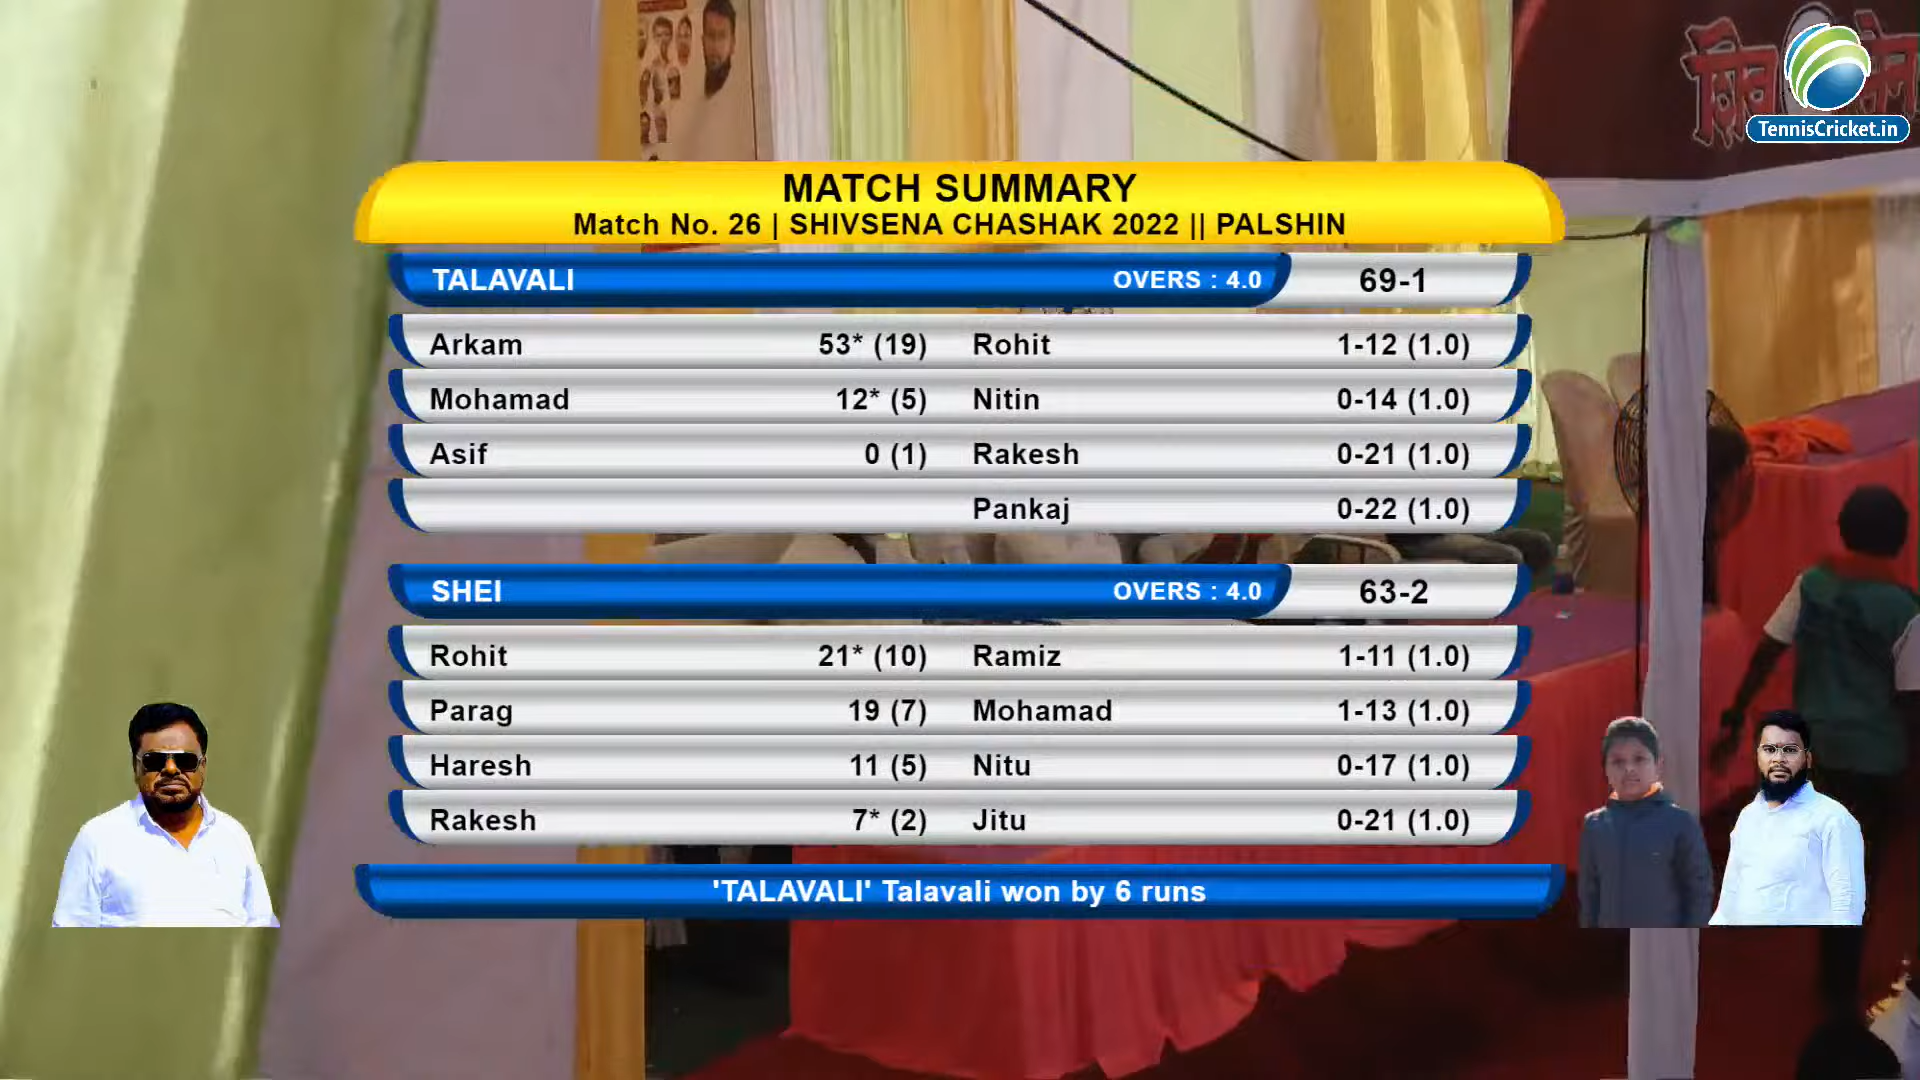 TennisCricket.in
MATCH SUMMARY
Match No. 26 | SHIVSENA CHASHAK 2022 || PALSHIN
TALAVALI OVERS : 4.0 69-1
Arkam 53* (19) Rohit 1-12 (1.0)
Mohamad 12* (5) Nitin 0-14 (1.0)
Asif 0 (1) Rakesh 0-21 (1.0)
Pankaj 0-22 (1.0)
SHEI OVERS : 4.0 63-2
Rohit 21* (10) Ramiz 1-11 (1.0)
Parag 19 (7) Mohamad 1-13 (1.0)
Haresh 11 (5) Nitu 0-17 (1.0)
Rakesh 7* (2) Jitu 0-21 (1.0)
'TALAVALI' Talavali won by 6 runs